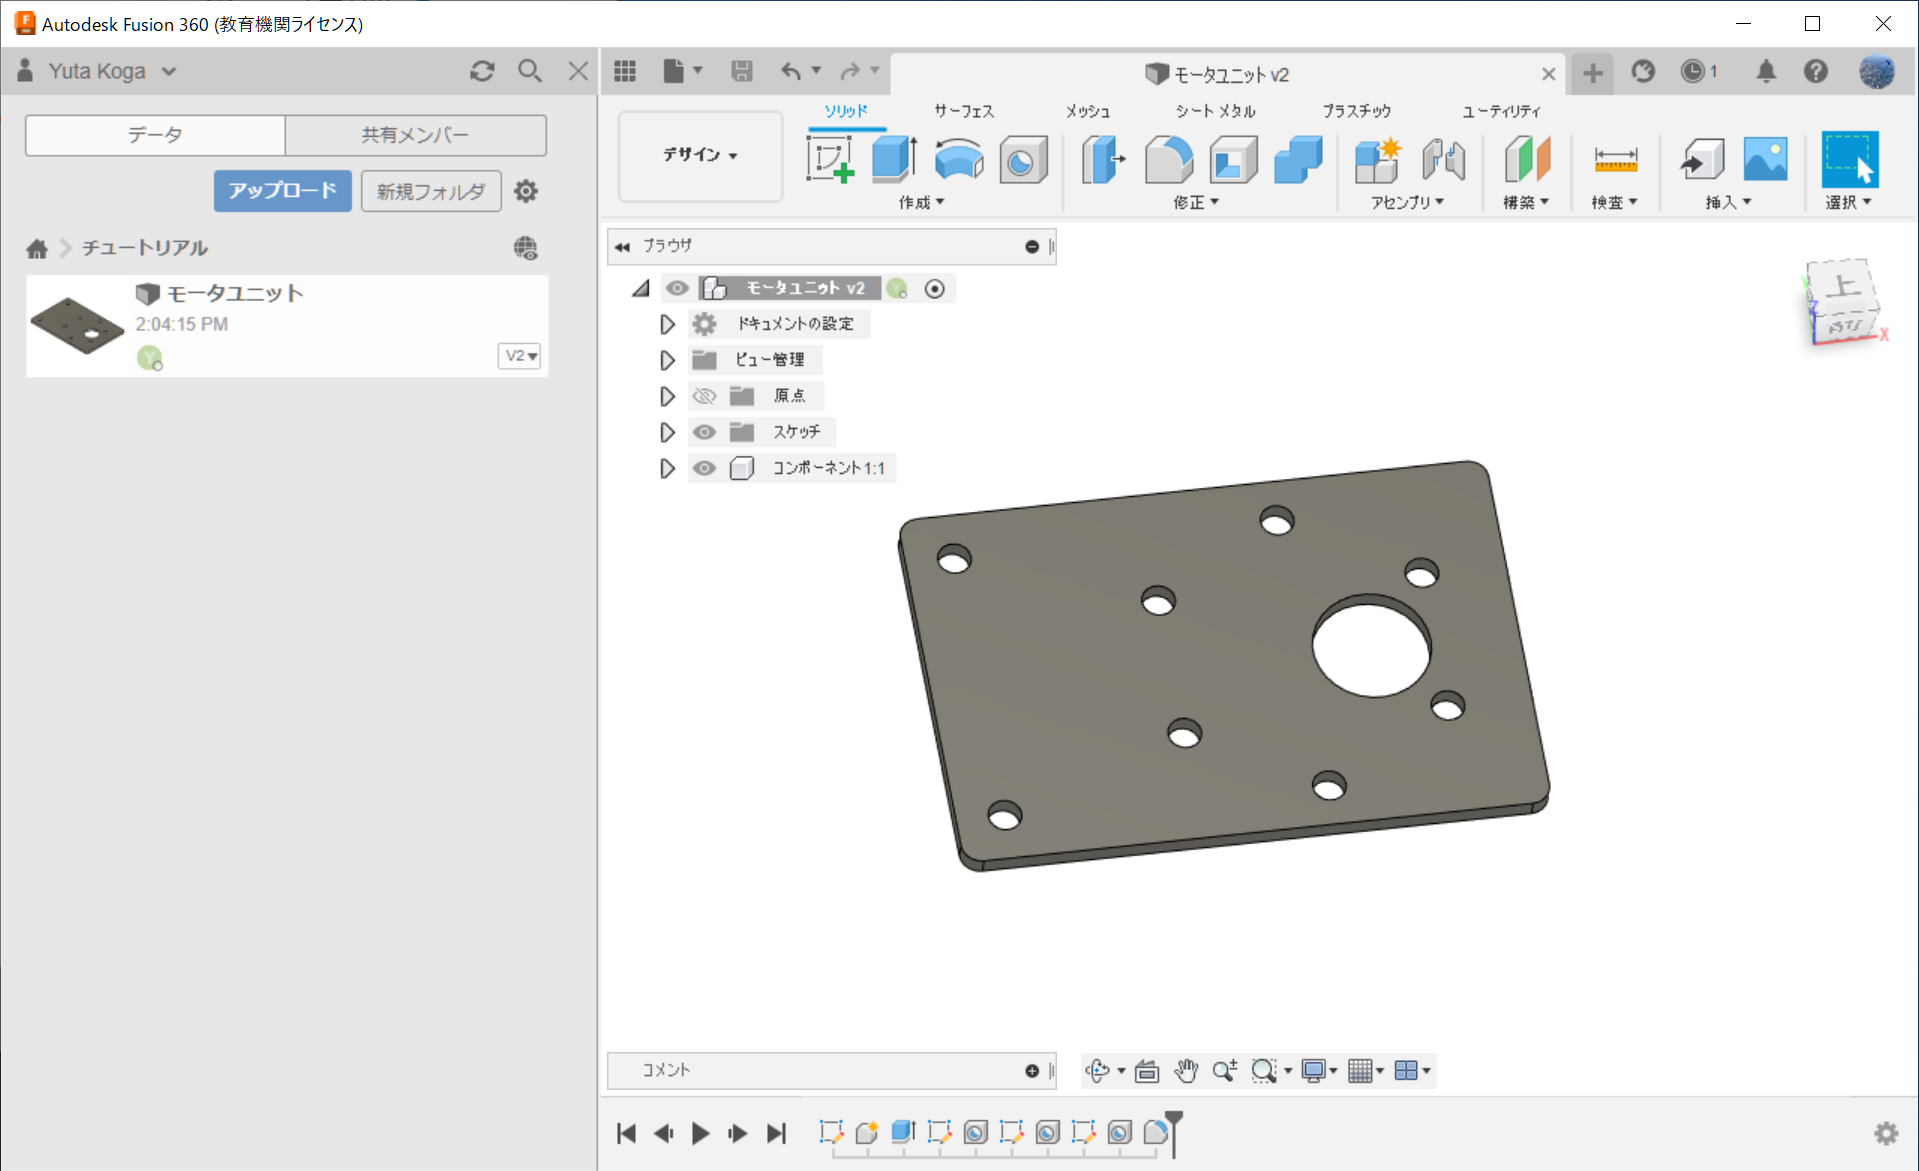 Autodesk Fusion 360 (教育機関ライセンス)
Yuta Koga
モータユニット v2
1
データ
共有メンバー
アップロード
新規フォルダ
チュートリアル
モータユニット
2:04:15 PM
V2
デザイン
ソリッド
サーフェス
メッシュ
シート メタル
プラスチック
ユーティリティ
作成
修正
アセンブリ
構築
検査
挿入
選択
ブラウザ
モータユニット v2
ドキュメントの設定
ビュー管理
原点
スケッチ
コンポーネント1:1
上
X
Y
Z
コメント